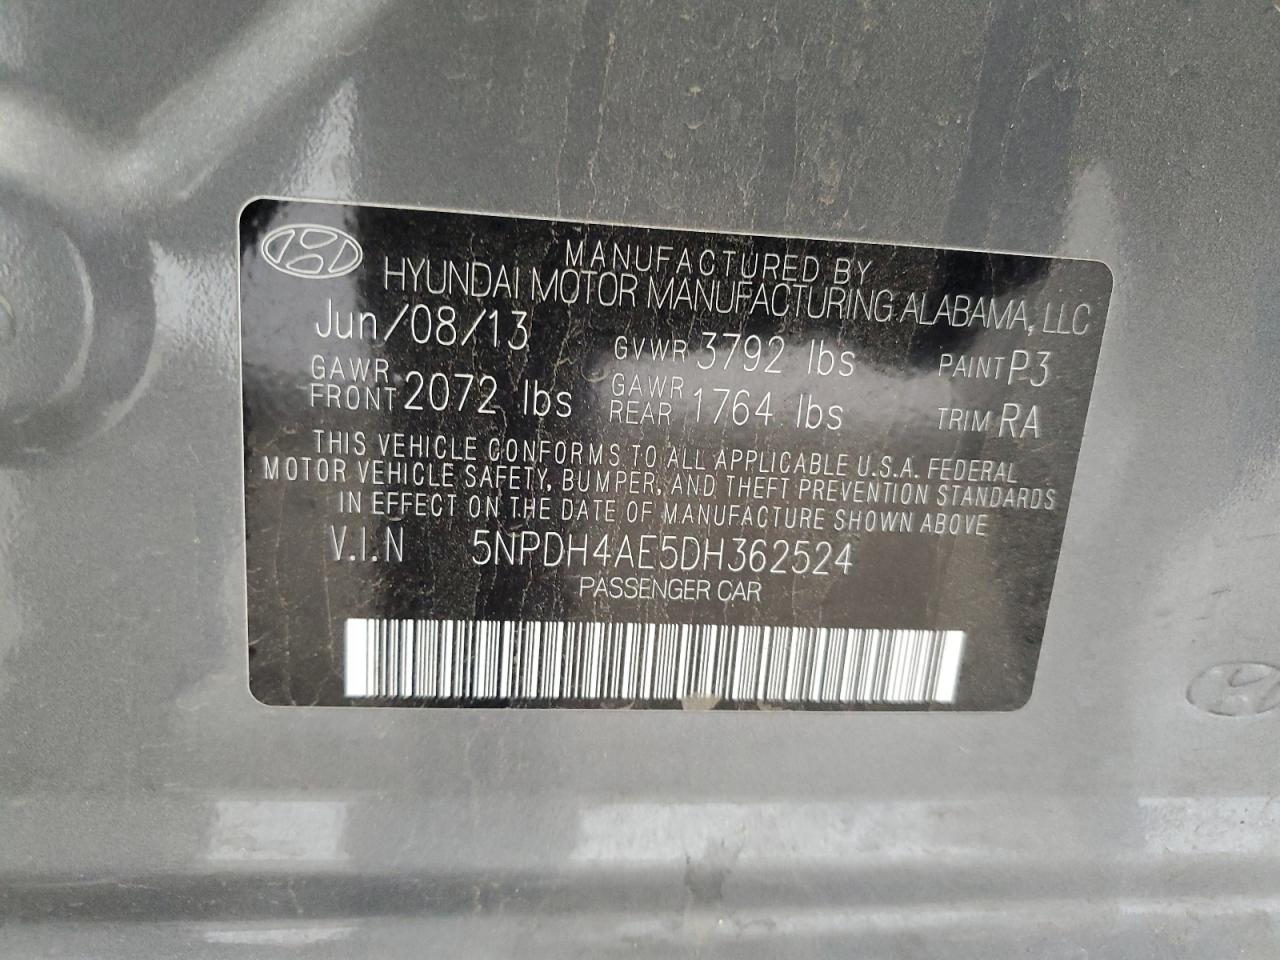 MANUFACTURED BY
HYUNDAI MOTOR MANUFACTURING ALABAMA, LLC
Jun/08/13 GVWR 3792 lbs PAINT P3
GAWR FRONT 2072 lbs GAWR REAR 1764 lbs TRIM RA
THIS VEHICLE CONFORMS TO ALL APPLICABLE U.S.A. FEDERAL
MOTOR VEHICLE SAFETY, BUMPER, AND THEFT PREVENTION STANDARDS
IN EFFECT ON THE DATE OF MANUFACTURE SHOWN ABOVE
V.I.N 5NPDH4AE5DH362524
PASSENGER CAR